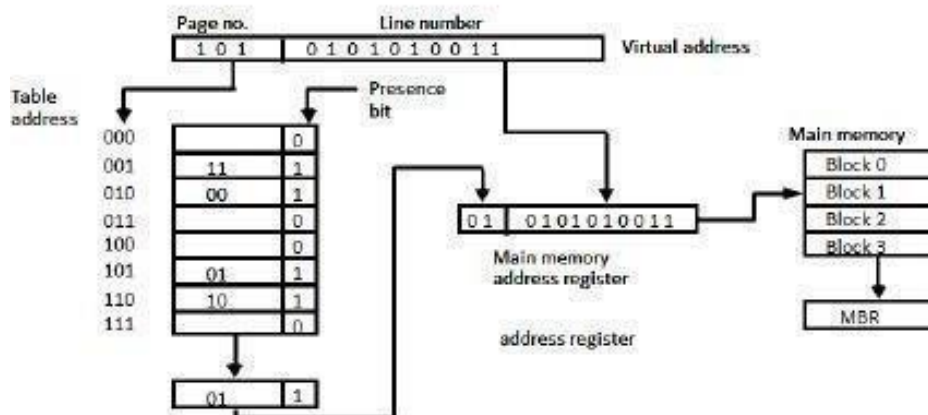 Page no. Line number
1 0 1 0 1 0 1 0 1 0 0 1 1 Virtual address
Table address
Presence bit
000 0
001 11 1
010 00 1
011 0
100 0
101 01 1
110 10 1
111 0
01 1
0 1 0 1 0 1 0 1 0 0 1 1
Main memory address register
address register
Main memory
Block 0
Block 1
Block 2
Block 3
MBR